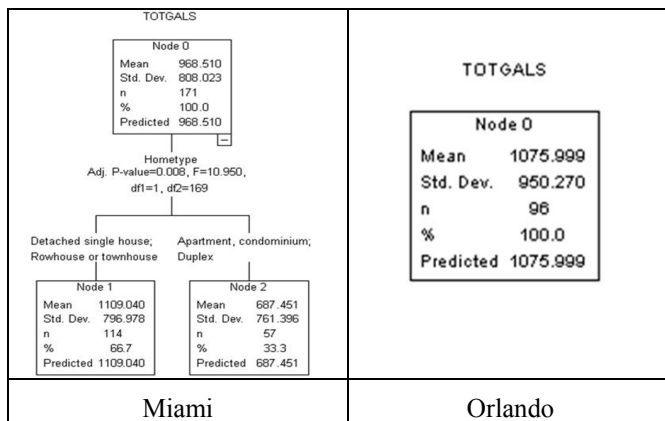 TOTGALS
Node 0
Mean 968.510
Std. Dev. 808.023
n 171
% 100.0
Predicted 968.510
Hometype
Adj. P-value=0.008, F=10.950,
df1=1, df2=169
Detached single house;
Rowhouse or townhouse
Apartment, condominium;
Duplex
Node 1
Mean 1109.040
Std. Dev. 796.978
n 114
% 66.7
Predicted 1109.040
Node 2
Mean 687.451
Std. Dev. 761.396
n 57
% 33.3
Predicted 687.451
TOTGALS
Node 0
Mean 1075.999
Std. Dev. 950.270
n 96
% 100.0
Predicted 1075.999
Miami
Orlando